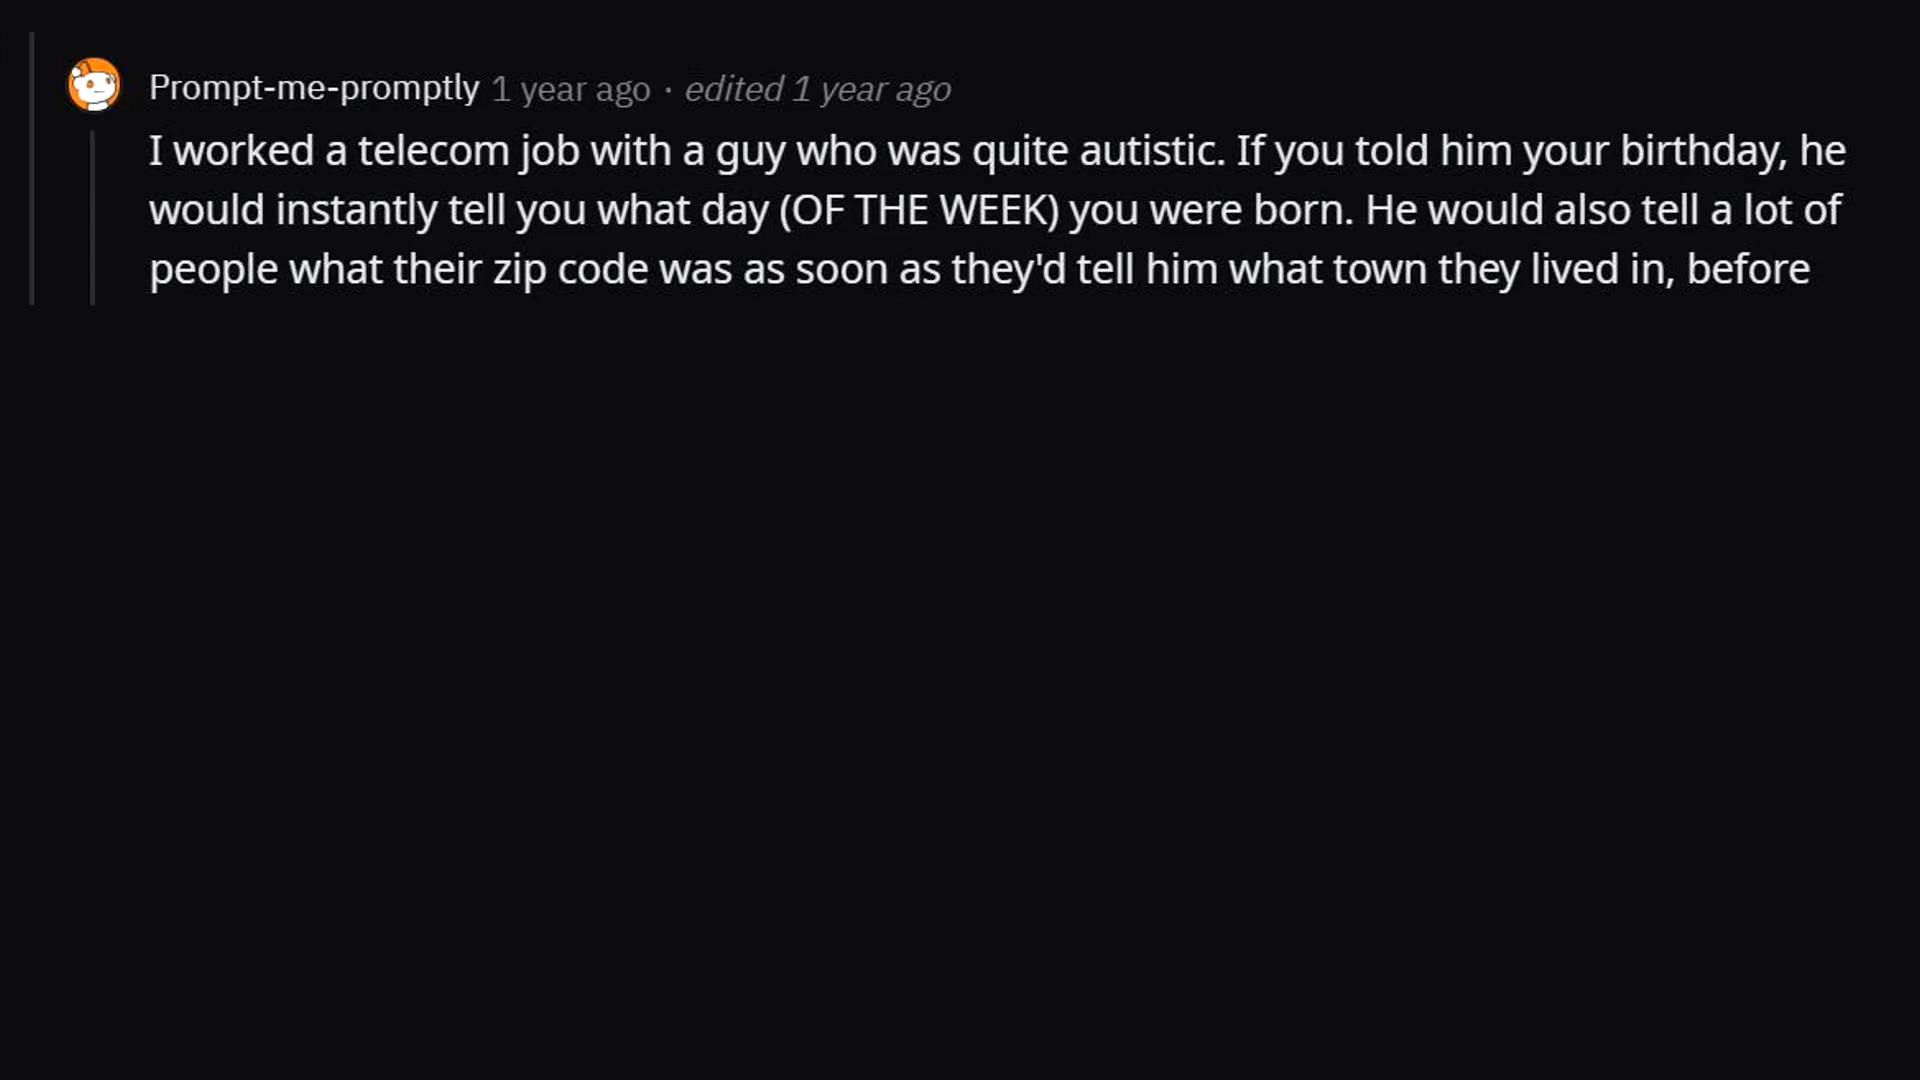 Prompt-me-promptly 1 year ago · edited 1 year ago
I worked a telecom job with a guy who was quite autistic. If you told him your birthday, he
would instantly tell you what day (OF THE WEEK) you were born. He would also tell a lot of
people what their zip code was as soon as they'd tell him what town they lived in, before